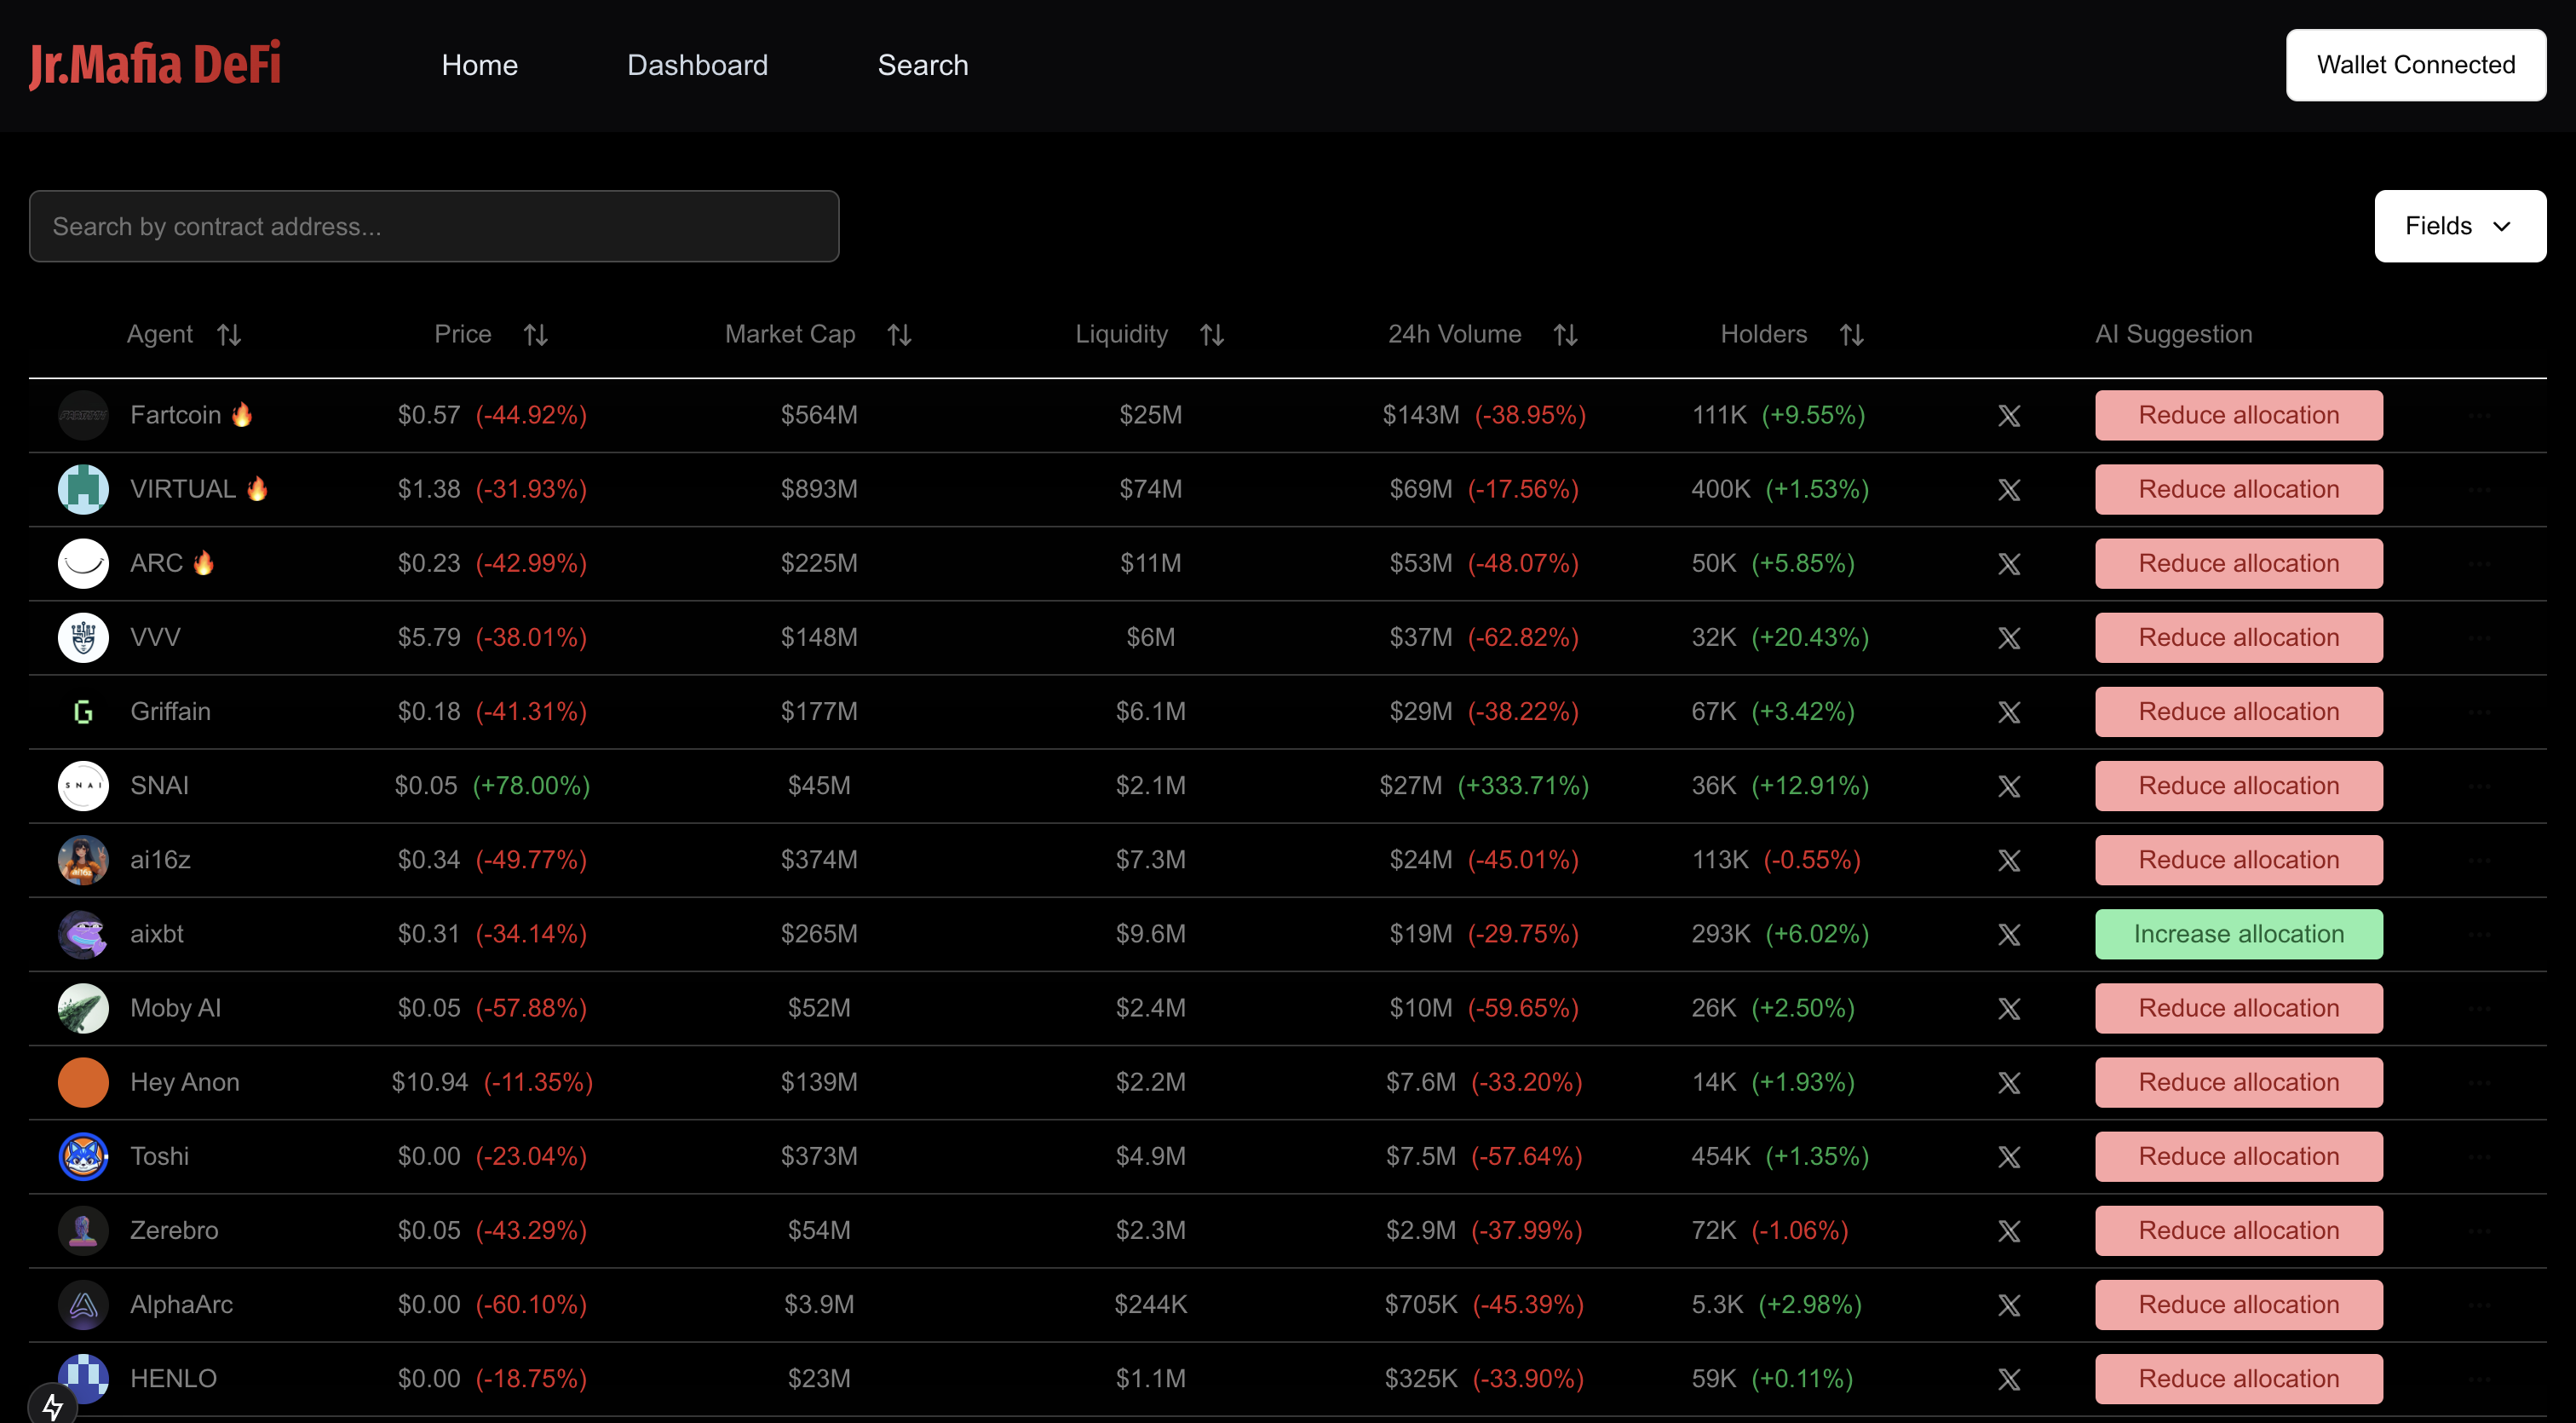 Jr.Mafia DeFi Home Dashboard Search Wallet Connected
Search by contract address... Fields
Agent Price Market Cap Liquidity 24h Volume Holders AI Suggestion
Fartcoin 🔥 $0.57 (-44.92%) $564M $25M $143M (-38.95%) 111K (+9.55%) Reduce allocation
VIRTUAL 🔥 $1.38 (-31.93%) $893M $74M $69M (-17.56%) 400K (+1.53%) Reduce allocation
ARC 🔥 $0.23 (-42.99%) $225M $11M $53M (-48.07%) 50K (+5.85%) Reduce allocation
VVV $5.79 (-38.01%) $148M $6M $37M (-62.82%) 32K (+20.43%) Reduce allocation
G Griffain $0.18 (-41.31%) $177M $6.1M $29M (-38.22%) 67K (+3.42%) Reduce allocation
SNAI SNAI $0.05 (+78.00%) $45M $2.1M $27M (+333.71%) 36K (+12.91%) Reduce allocation
ai16z $0.34 (-49.77%) $374M $7.3M $24M (-45.01%) 113K (-0.55%) Reduce allocation
aixbt $0.31 (-34.14%) $265M $9.6M $19M (-29.75%) 293K (+6.02%) Increase allocation
Moby AI $0.05 (-57.88%) $52M $2.4M $10M (-59.65%) 26K (+2.50%) Reduce allocation
Hey Anon $10.94 (-11.35%) $139M $2.2M $7.6M (-33.20%) 14K (+1.93%) Reduce allocation
Toshi $0.00 (-23.04%) $373M $4.9M $7.5M (-57.64%) 454K (+1.35%) Reduce allocation
Zerebro $0.05 (-43.29%) $54M $2.3M $2.9M (-37.99%) 72K (-1.06%) Reduce allocation
AlphaArc $0.00 (-60.10%) $3.9M $244K $705K (-45.39%) 5.3K (+2.98%) Reduce allocation
HENLO $0.00 (-18.75%) $23M $1.1M $325K (-33.90%) 59K (+0.11%) Reduce allocation